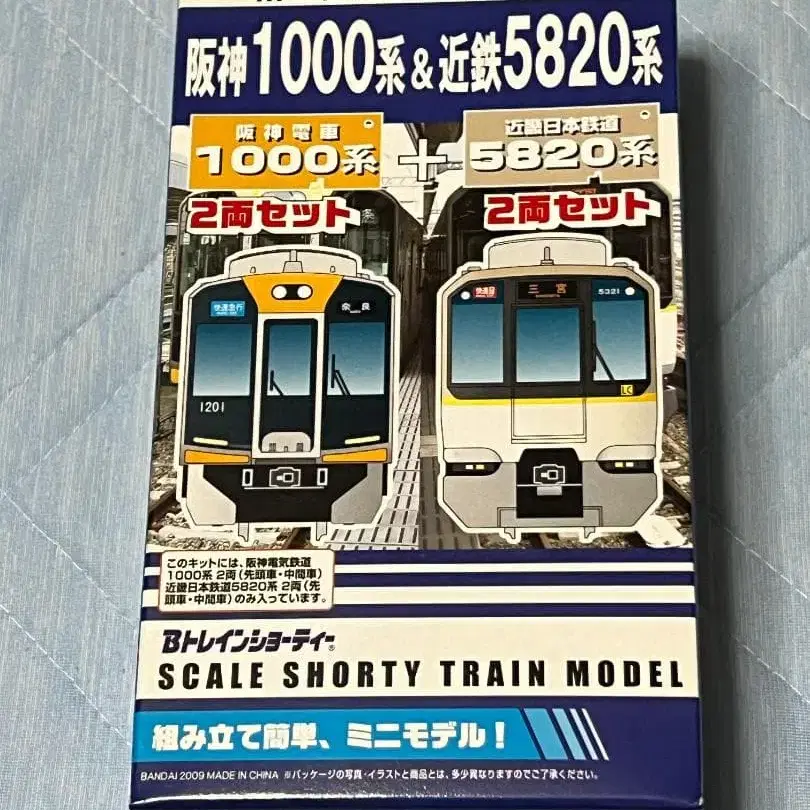 阪神1000系&近鉄5820系
阪神電車
1000系
+
近畿日本鉄道
5820系
2両セット
2両セット
快速急行
奈良
1201
三宮
5321
LC
このキットには、阪神電気鉄道
1000系 2両(先頭車・中間車)
近畿日本鉄道5820系 2両(先
頭車・中間車)のみ入っています。
Bトレインショーティー®
SCALE SHORTY TRAIN MODEL
組み立て簡単、ミニモデル!
BANDAI 2009 MADE IN CHINA ※パッケージの写真・イラストと商品とは、多少異なりますのでご了承ください。